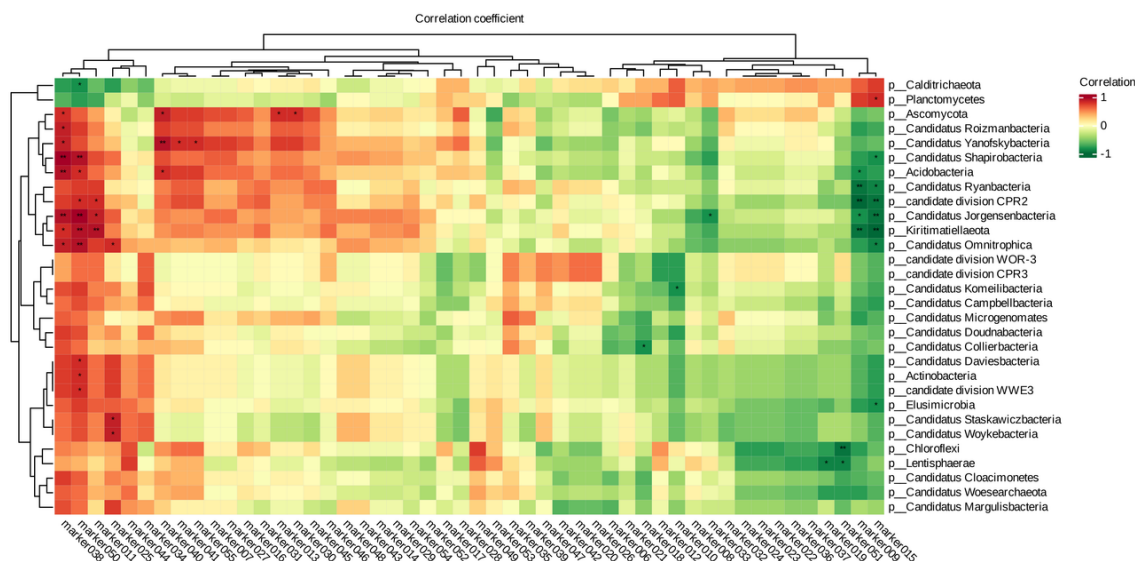 Correlation coefficient
Correlation
1
0
-1
p__Calditrichaeota
p__Planctomycetes
p__Ascomycota
p__Candidatus Roizmanbacteria
p__Candidatus Yanofskybacteria
p__Candidatus Shapirobacteria
p__Acidobacteria
p__Candidatus Ryanbacteria
p__candidate division CPR2
p__Candidatus Jorgensenbacteria
p__Kiritimatiellaeota
p__Candidatus Omnitrophica
p__candidate division WOR-3
p__candidate division CPR3
p__Candidatus Komeilibacteria
p__Candidatus Campbellbacteria
p__Candidatus Microgenomates
p__Candidatus Doudnabacteria
p__Candidatus Collierbacteria
p__Candidatus Daviesbacteria
p__Actinobacteria
p__candidate division WWE3
p__Elusimicrobia
p__Candidatus Staskawiczbacteria
p__Candidatus Woykebacteria
p__Chloroflexi
p__Lentisphaerae
p__Candidatus Cloacimonetes
p__Candidatus Woesearchaeota
p__Candidatus Margulisbacteria
marker038
marker050
marker011
marker025
marker044
marker034
marker040
marker041
marker055
marker007
marker027
marker016
marker031
marker013
marker045
marker030
marker046
marker048
marker043
marker014
marker029
marker054
marker052
marker017
marker028
marker049
marker053
marker035
marker039
marker047
marker042
marker020
marker026
marker006
marker021
marker018
marker012
marker010
marker008
marker033
marker032
marker024
marker023
marker022
marker036
marker037
marker019
marker051
marker009
marker015